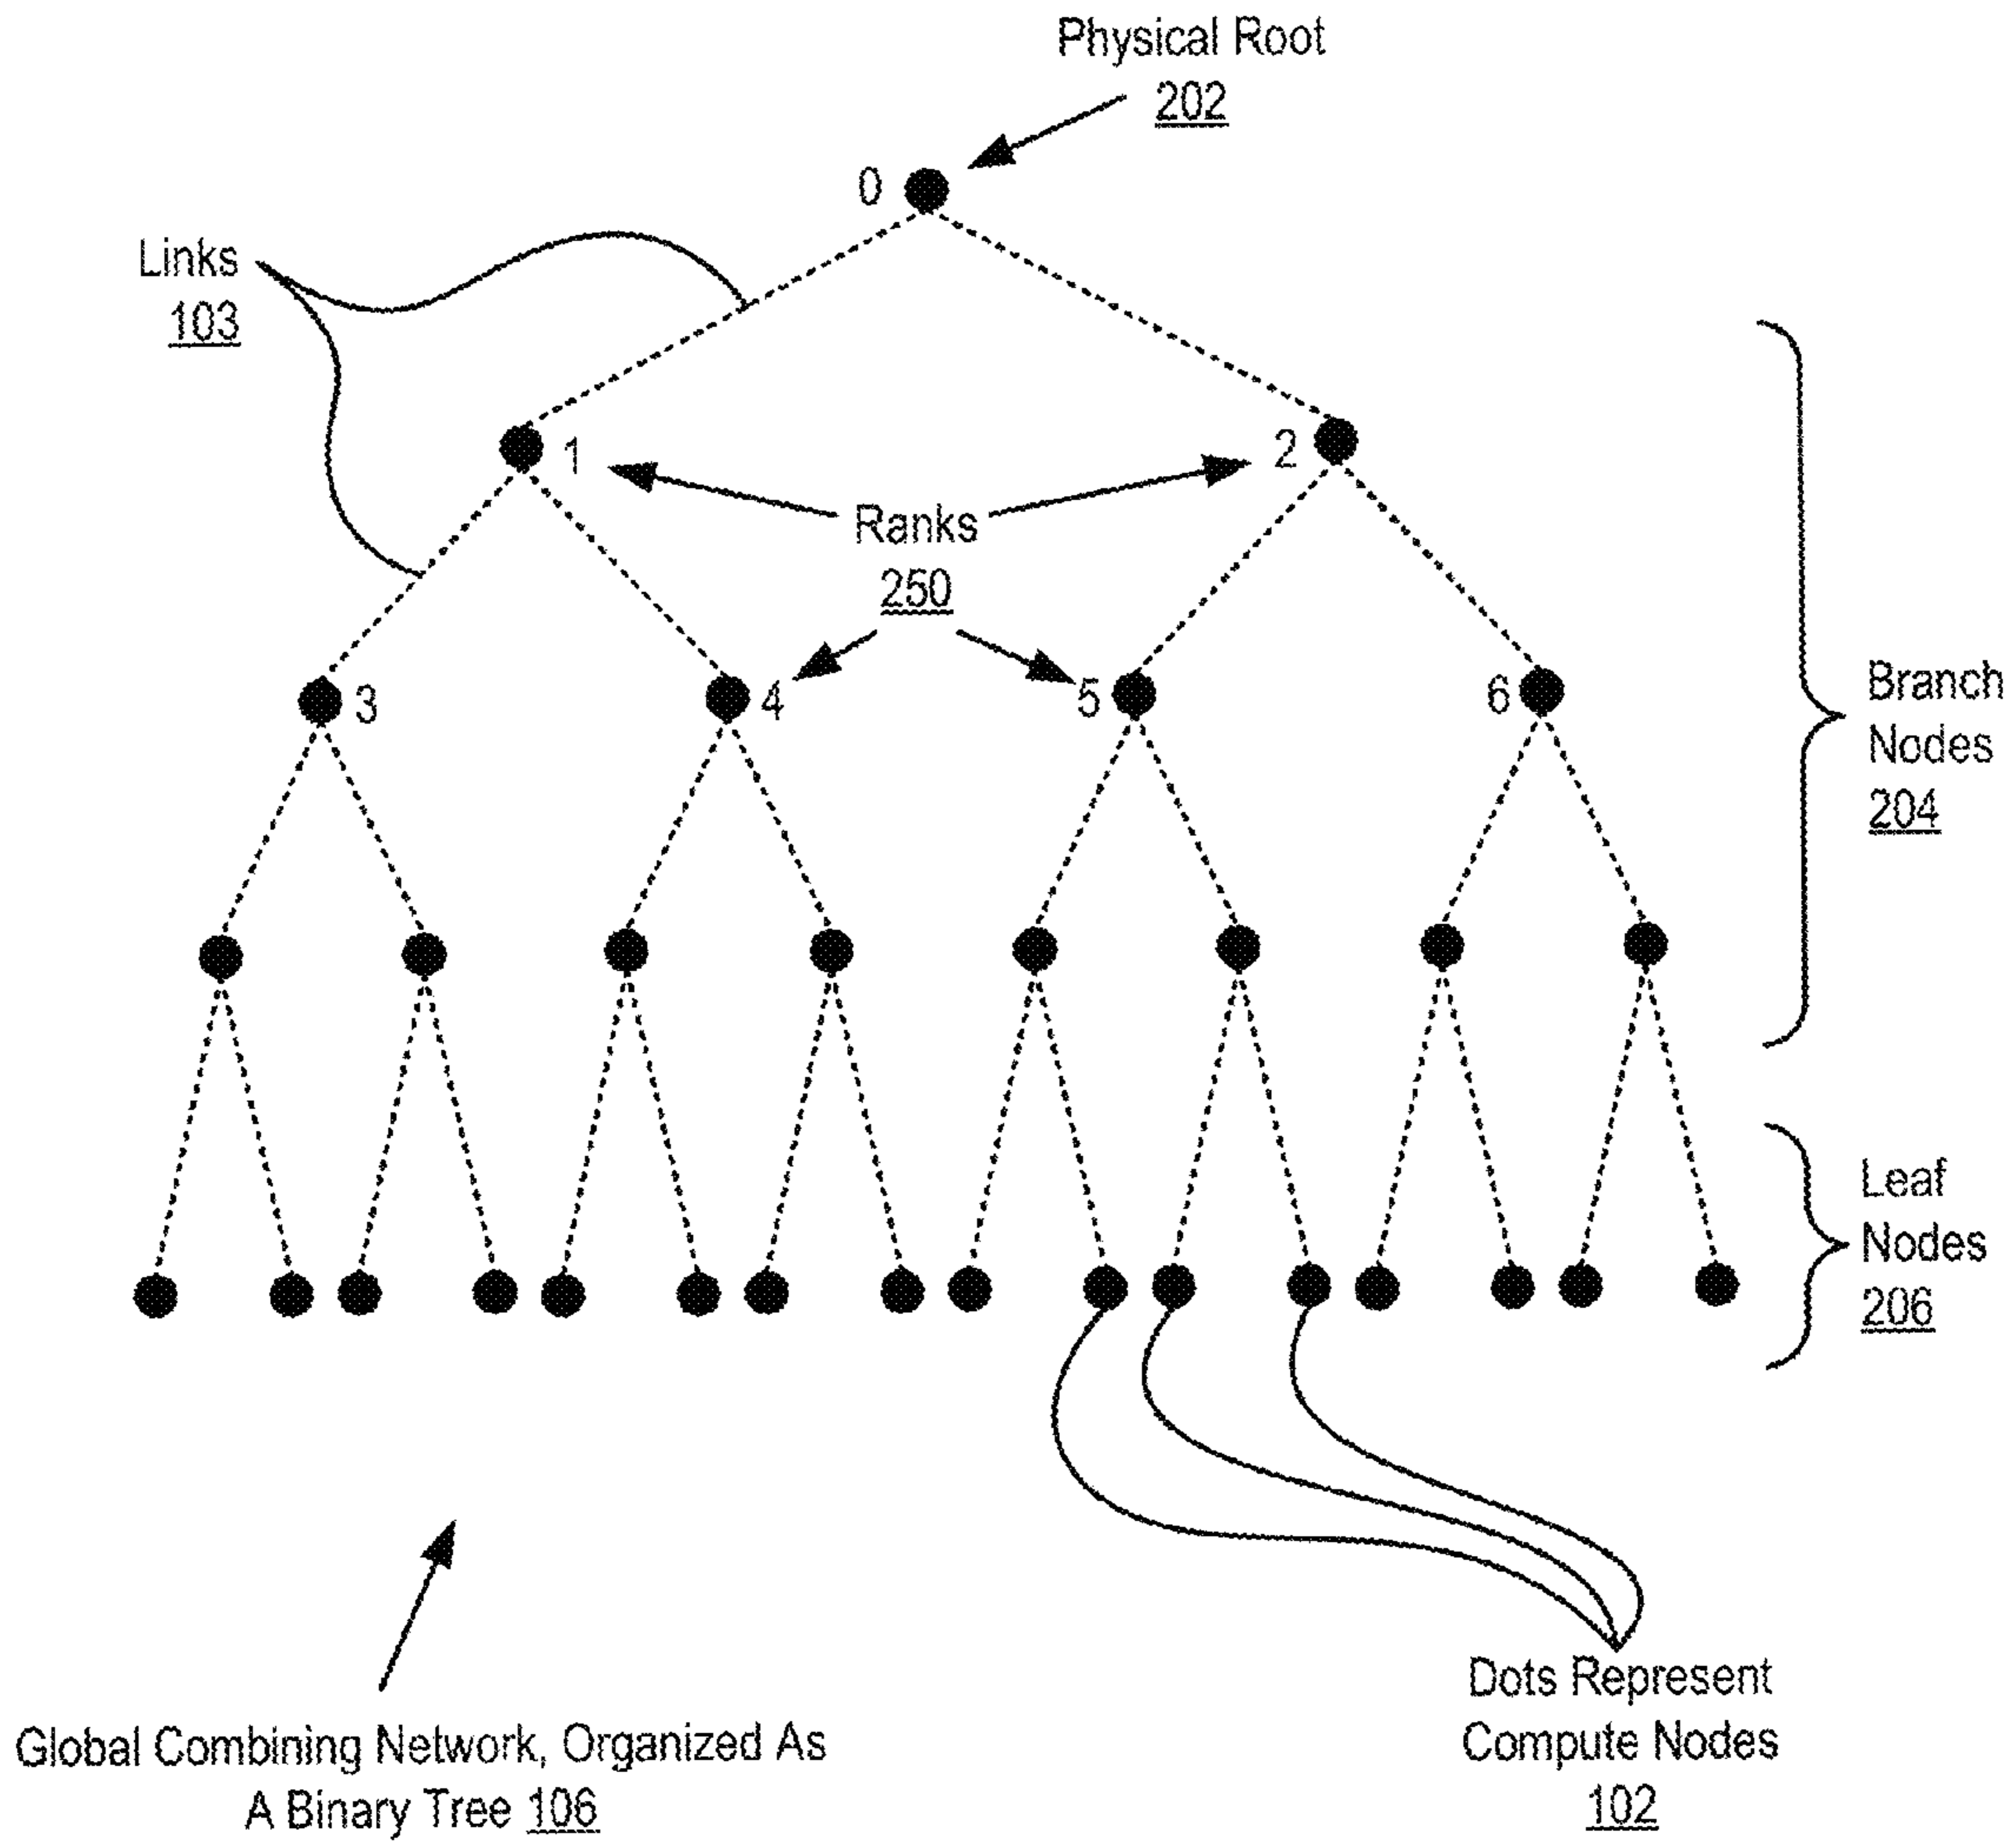 Physical Root
202
0
Links
103
1
2
Ranks
250
3
4
5
6
Branch
Nodes
204
Leaf
Nodes
206
Dots Represent
Compute Nodes
102
Global Combining Network, Organized As
A Binary Tree 106